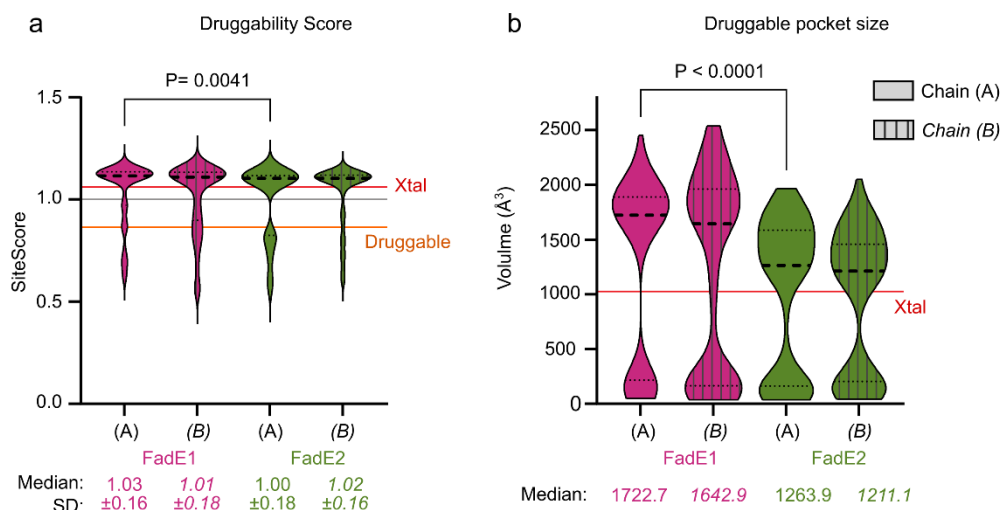 a
Druggability Score
P= 0.0041
1.5
1.0
0.5
0.0
SiteScore
Xtal
Druggable
(A)
(B)
(A)
(B)
FadE1
FadE2
Median: 1.03 1.01 1.00 1.02
SD: ±0.16 ±0.18 ±0.18 ±0.16
b
Druggable pocket size
P < 0.0001
Chain (A)
Chain (B)
2500
2000
1500
1000
500
0
Volulme (Å³)
Xtal
(A)
(B)
(A)
(B)
FadE1
FadE2
Median: 1722.7 1642.9 1263.9 1211.1